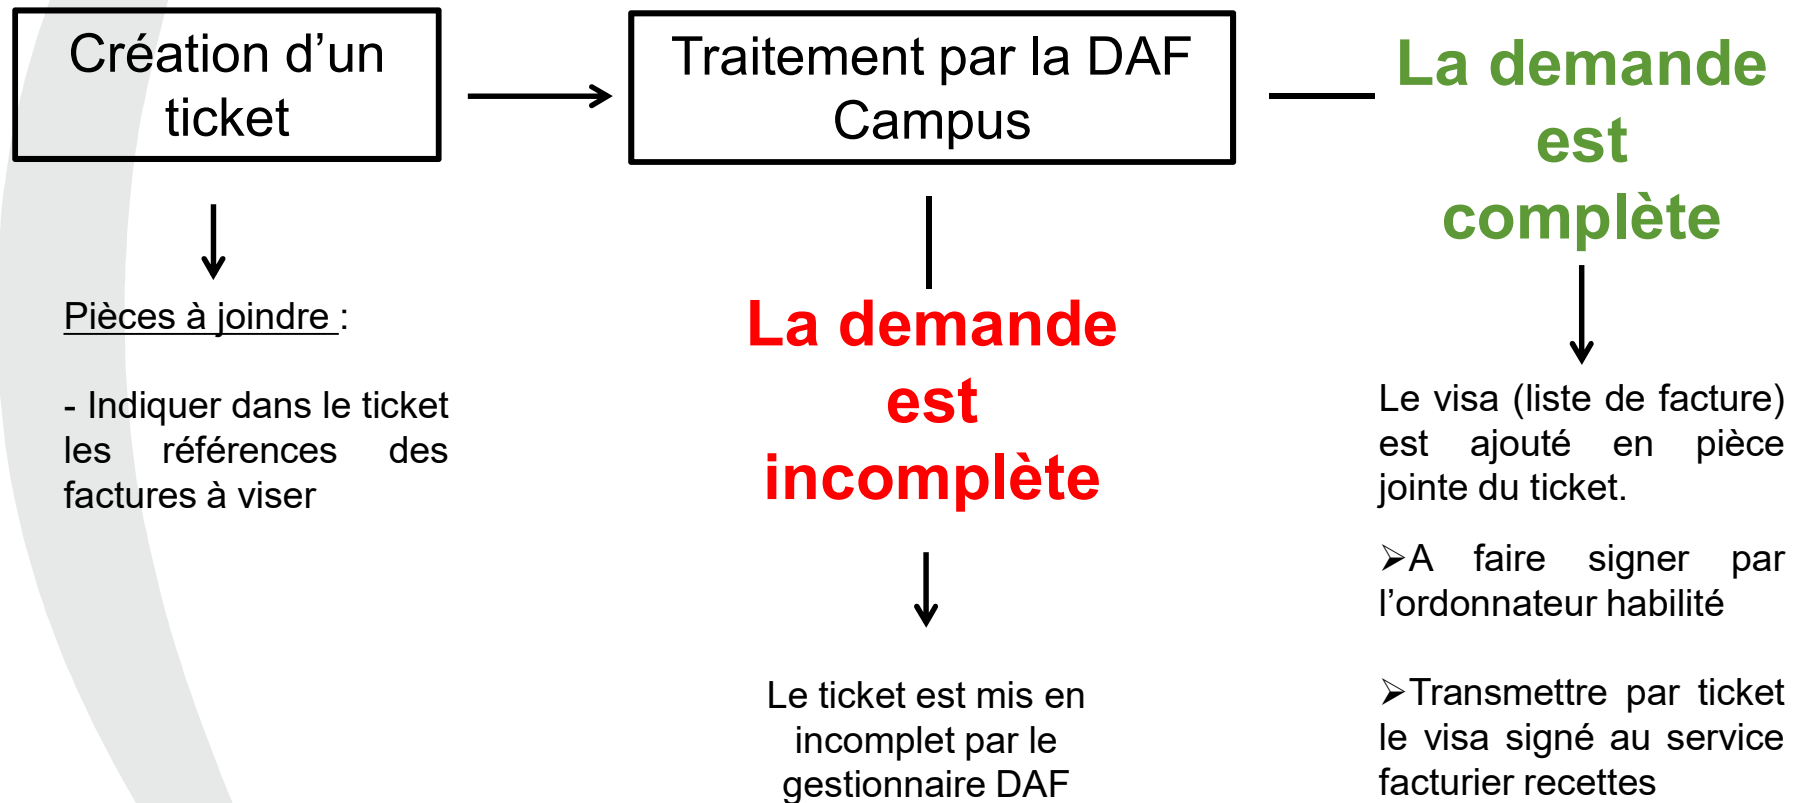 Création d’un
ticket
Pièces à joindre :
- Indiquer dans le ticket
les références des
factures à viser
Traitement par la DAF
Campus
La demande
est
incomplète
Le ticket est mis en
incomplet par le
gestionnaire DAF
La demande
est
complète
Le visa (liste de facture)
est ajouté en pièce
jointe du ticket.
➢A faire signer par
l’ordonnateur habilité
➢Transmettre par ticket
le visa signé au service
facturier recettes